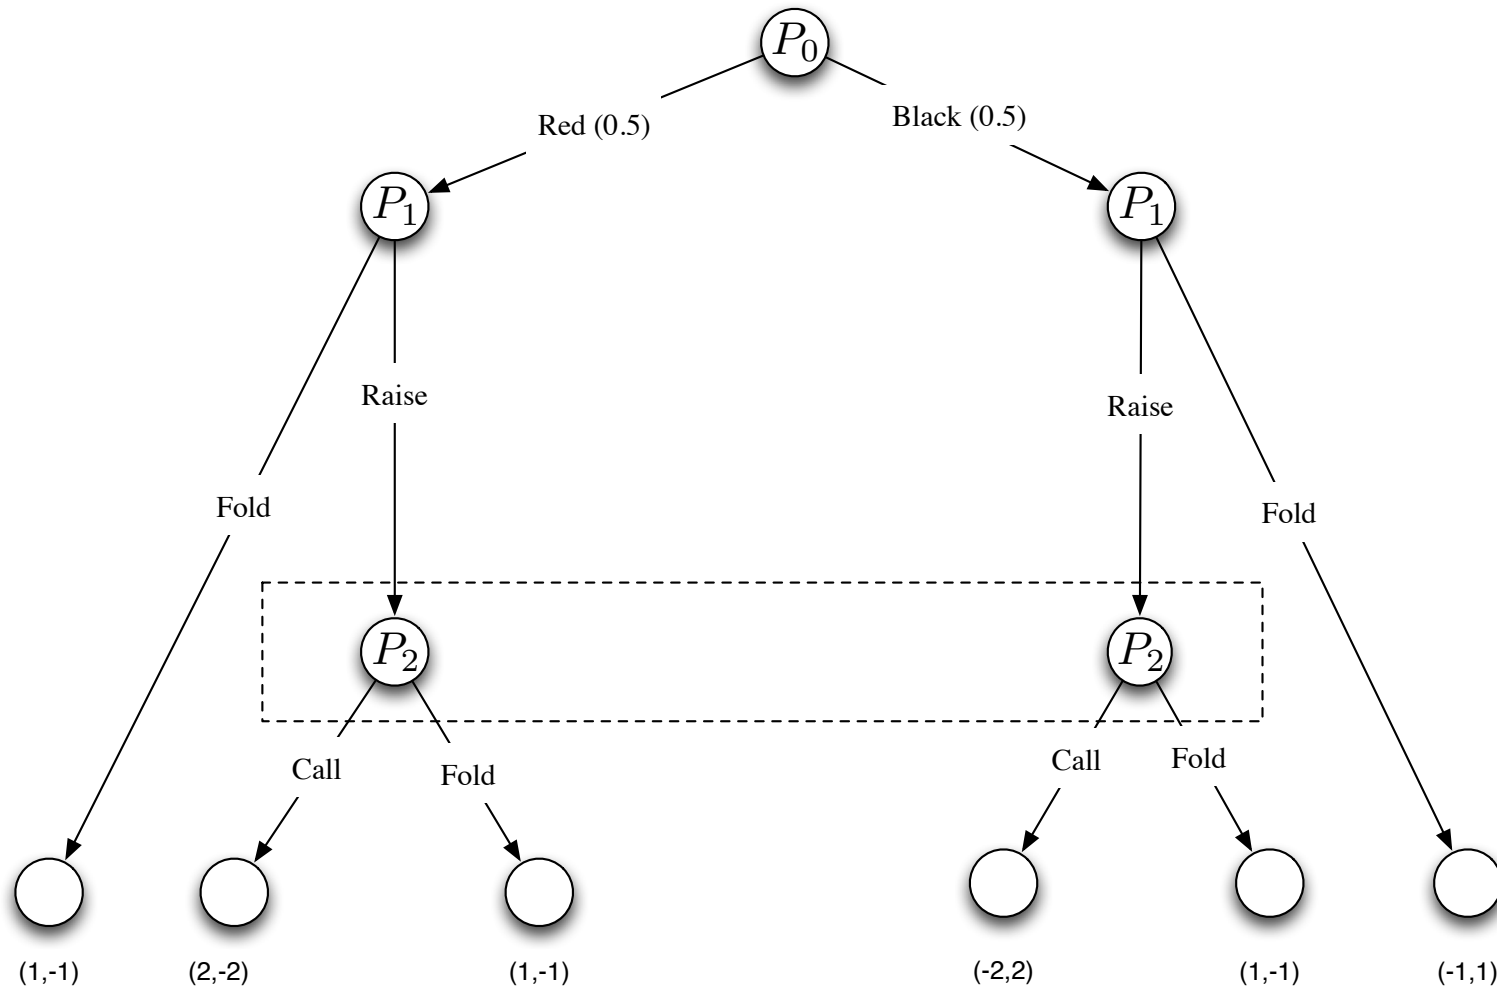 P₀
Red (0.5)
Black (0.5)
P₁
P₁
Raise
Raise
Fold
Fold
P₂
P₂
Call
Fold
Call
Fold
(1,-1)
(2,-2)
(1,-1)
(-2,2)
(1,-1)
(-1,1)